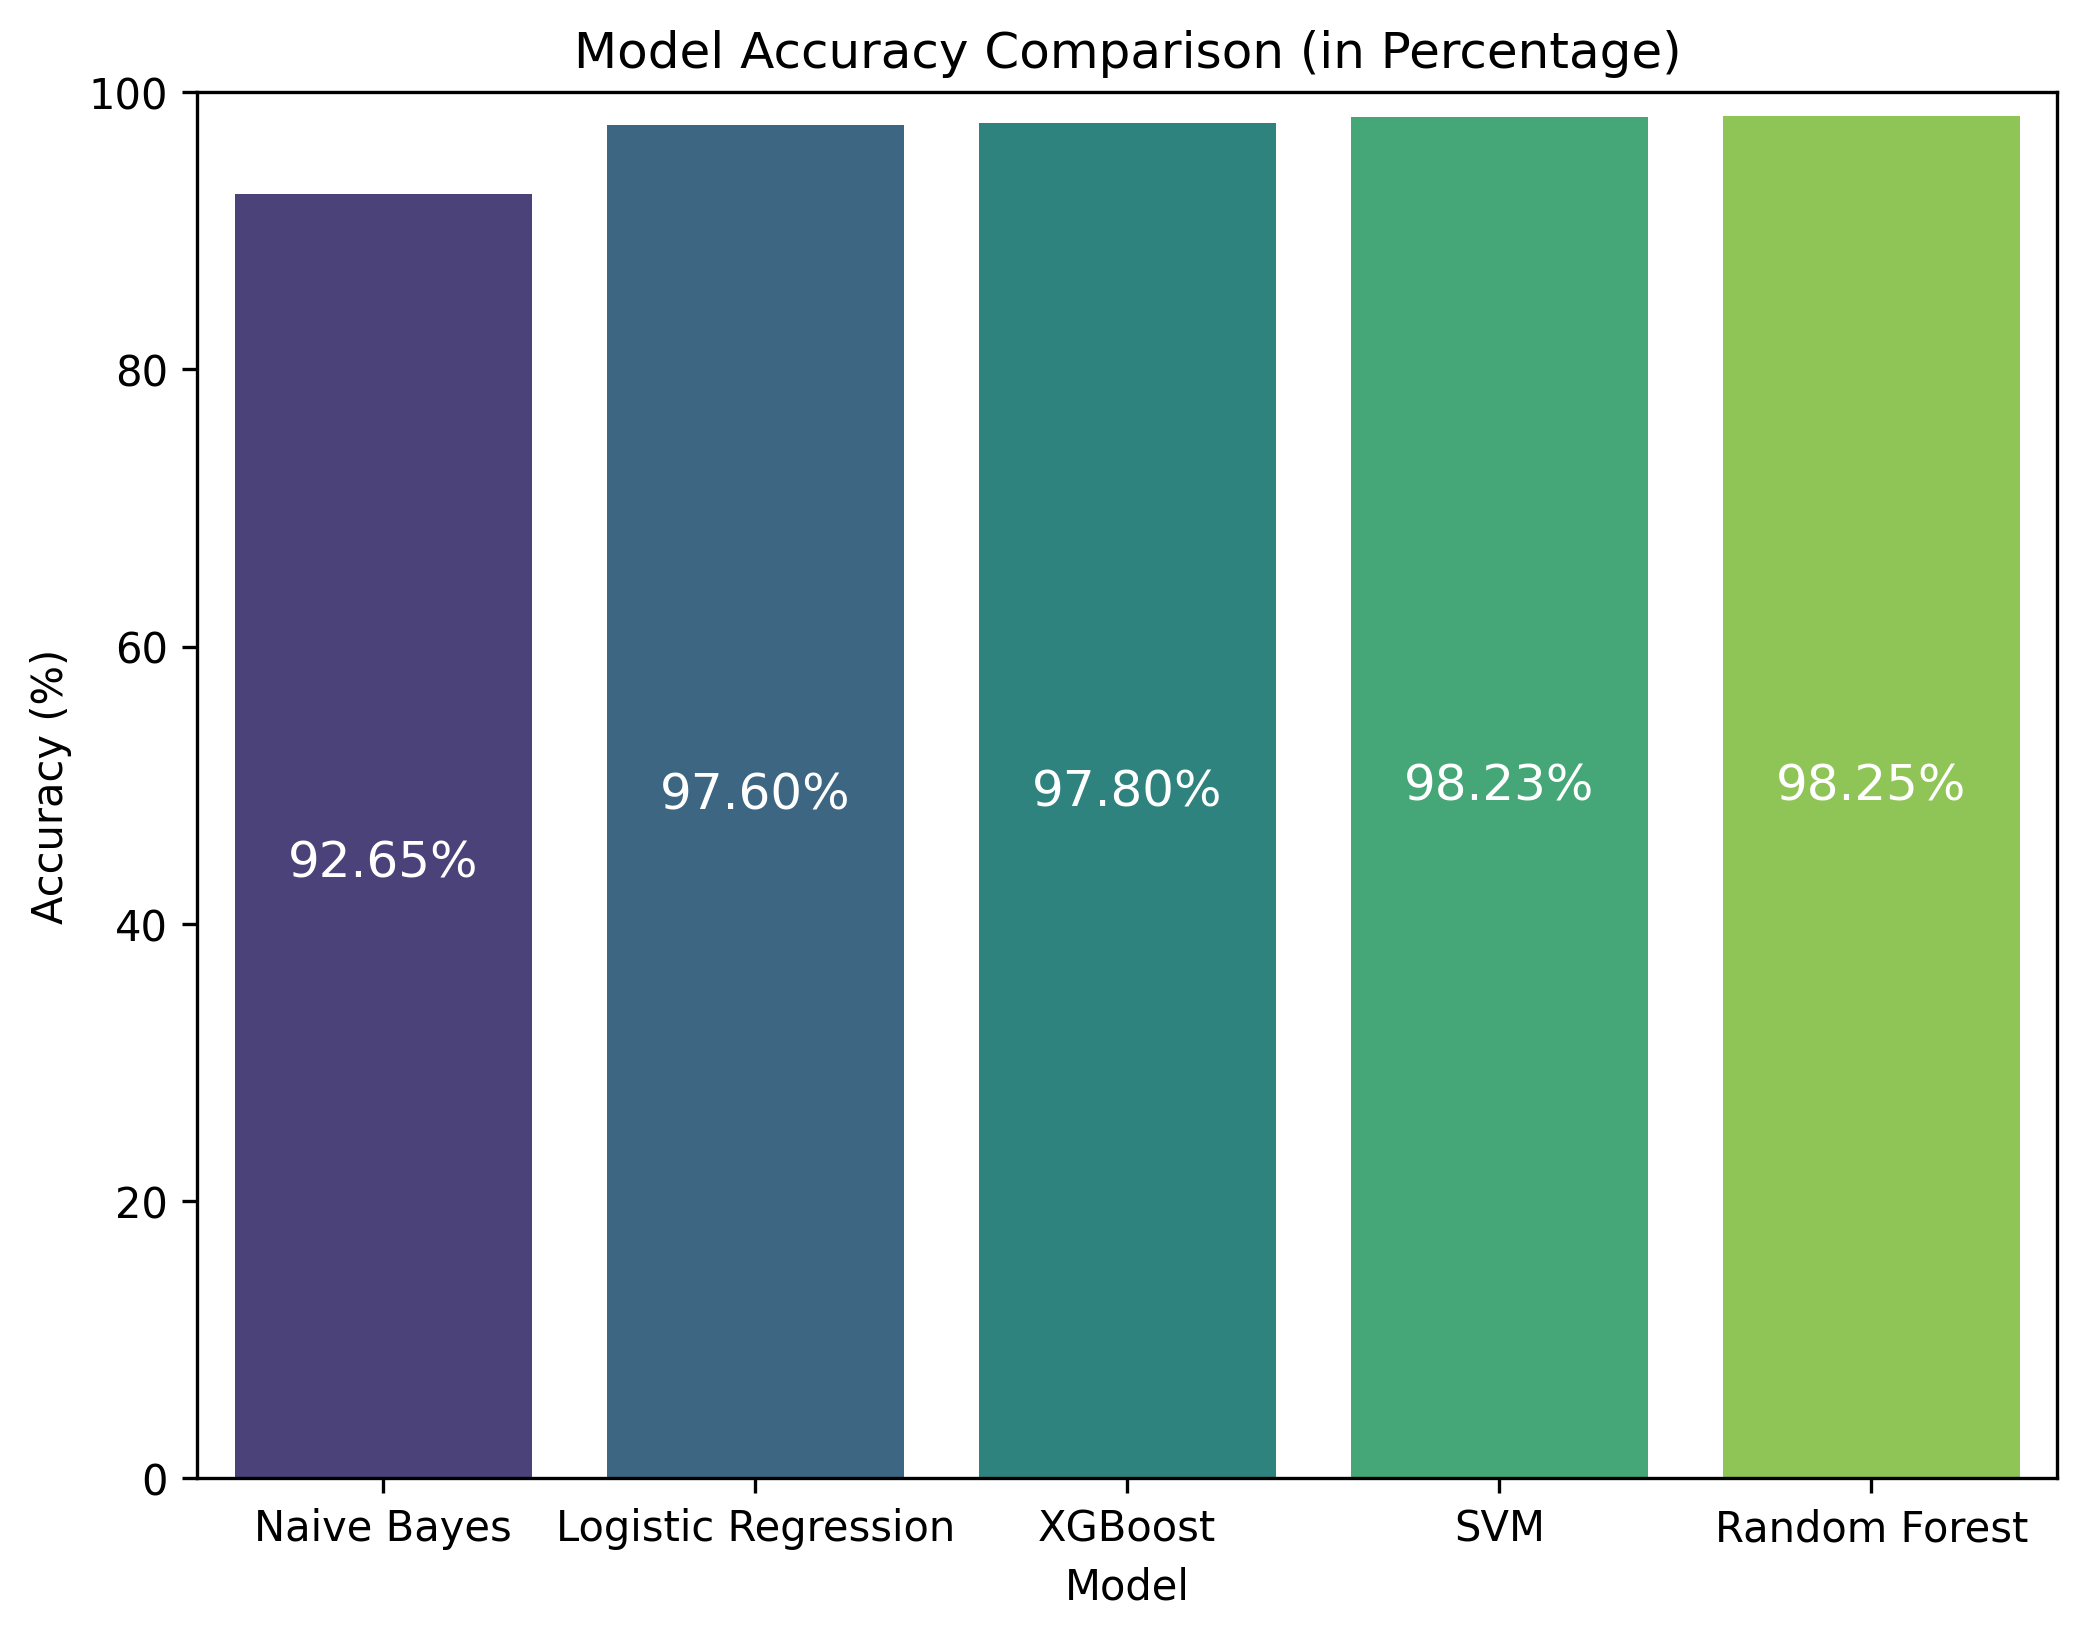 Model Accuracy Comparison (in Percentage)
100
80
60
40
20
0
Accuracy (%)
92.65%
97.60%
97.80%
98.23%
98.25%
Naive Bayes
Logistic Regression
XGBoost
SVM
Random Forest
Model